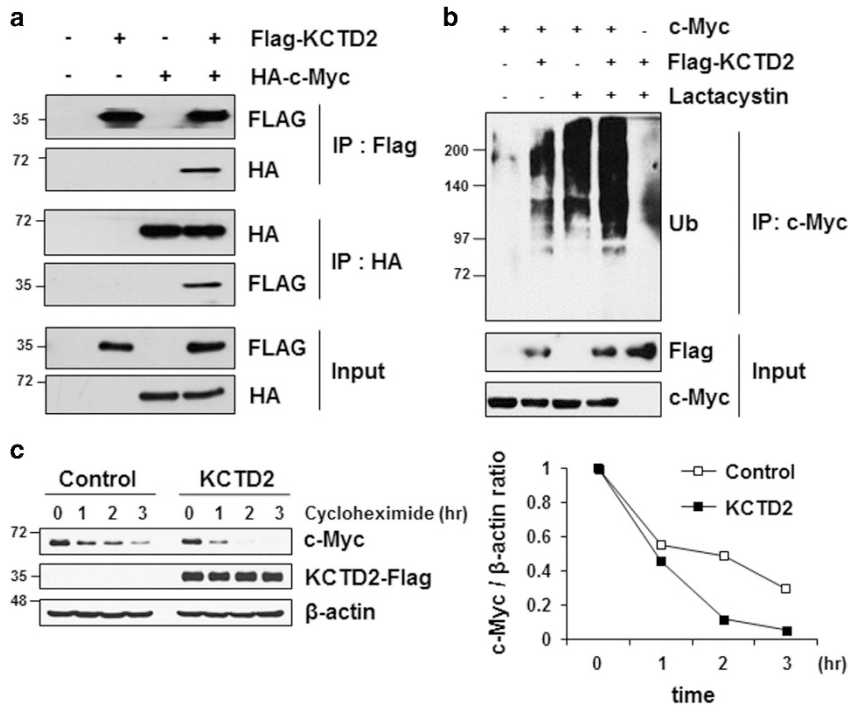 a
- + - + Flag-KCTD2
- - + + HA-c-Myc
35 FLAG
IP : Flag
72 HA
72 HA
IP : HA
35 FLAG
35 FLAG
Input
72 HA
b
+ + + + - c-Myc
- + - + + Flag-KCTD2
- - + + + Lactacystin
200
140
97
72
Ub
IP: c-Myc
Flag
Input
c-Myc
c
Control KCTD2
0 1 2 3 0 1 2 3 Cycloheximide (hr)
72 c-Myc
35 KCTD2-Flag
48 β-actin
c-Myc / β-actin ratio
1
0.8
0.6
0.4
0.2
0
Control
KCTD2
0 1 2 3 (hr)
time